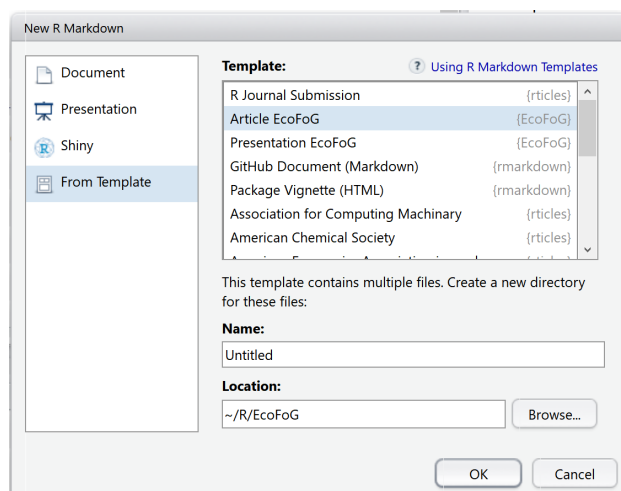 New R Markdown
Document
Presentation
Shiny
From Template
Template:
? Using R Markdown Templates
R Journal Submission {rticles}
Article EcoFoG {EcoFoG}
Presentation EcoFoG {EcoFoG}
GitHub Document (Markdown) {rmarkdown}
Package Vignette (HTML) {rmarkdown}
Association for Computing Machinary {rticles}
American Chemical Society {rticles}
This template contains multiple files. Create a new directory
for these files:
Name:
Untitled
Location:
~/R/EcoFoG
Browse...
OK
Cancel